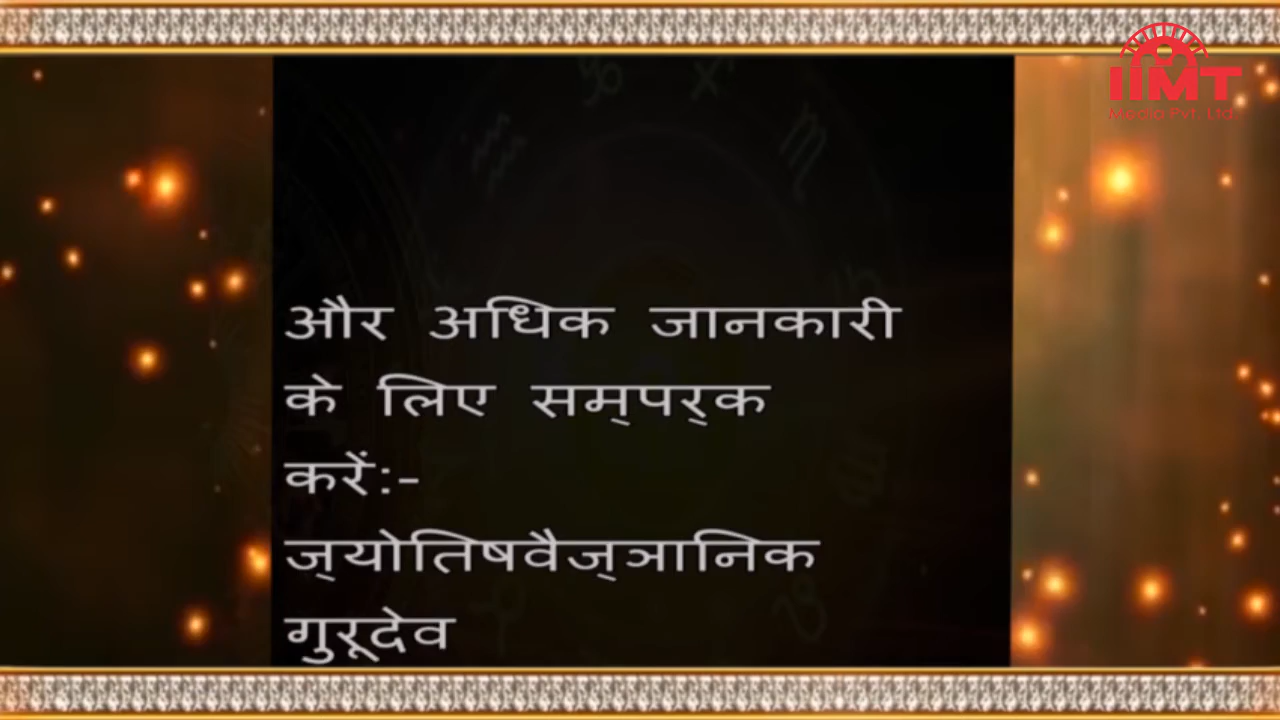 IIMT
Media Pvt. Ltd.
और अधिक जानकारी
के लिए सम्‌पर्‌क
करें:-
ज्‌योतिषवैज्‌ञानिक
गुरूदेव